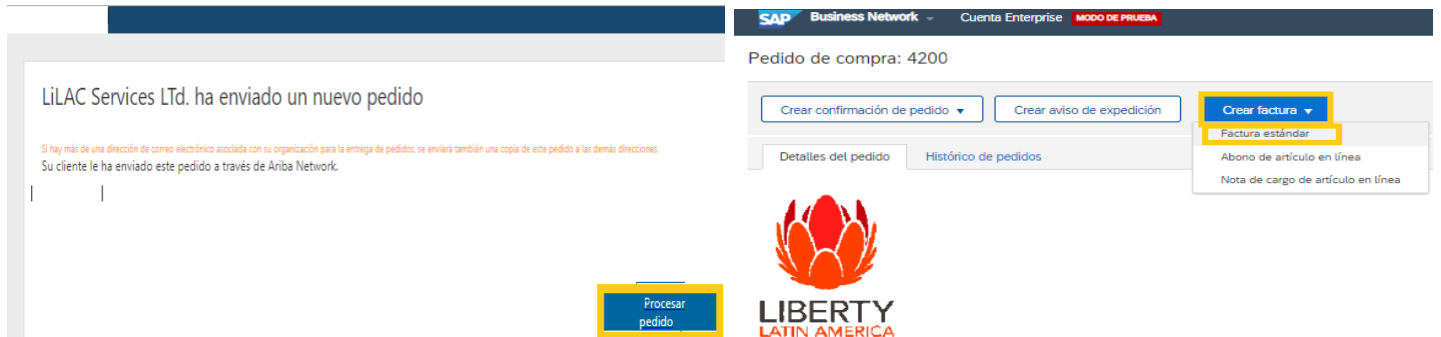 LiLAC Services LTd. ha enviado un nuevo pedido
Si hay más de una dirección de correo electrónico asociada con su organización para la entrega de pedidos, se enviará también una copia de este pedido a las demás direcciones.
Su cliente le ha enviado este pedido a través de Ariba Network.
Procesar
pedido
SAP Business Network Cuenta Enterprise MODO DE PRUEBA
Pedido de compra: 4200
Crear confirmación de pedido Crear aviso de expedición Crear factura
Factura estándar
Abono de artículo en línea
Nota de cargo de artículo en línea
Detalles del pedido Histórico de pedidos
LIBERTY
LATIN AMERICA